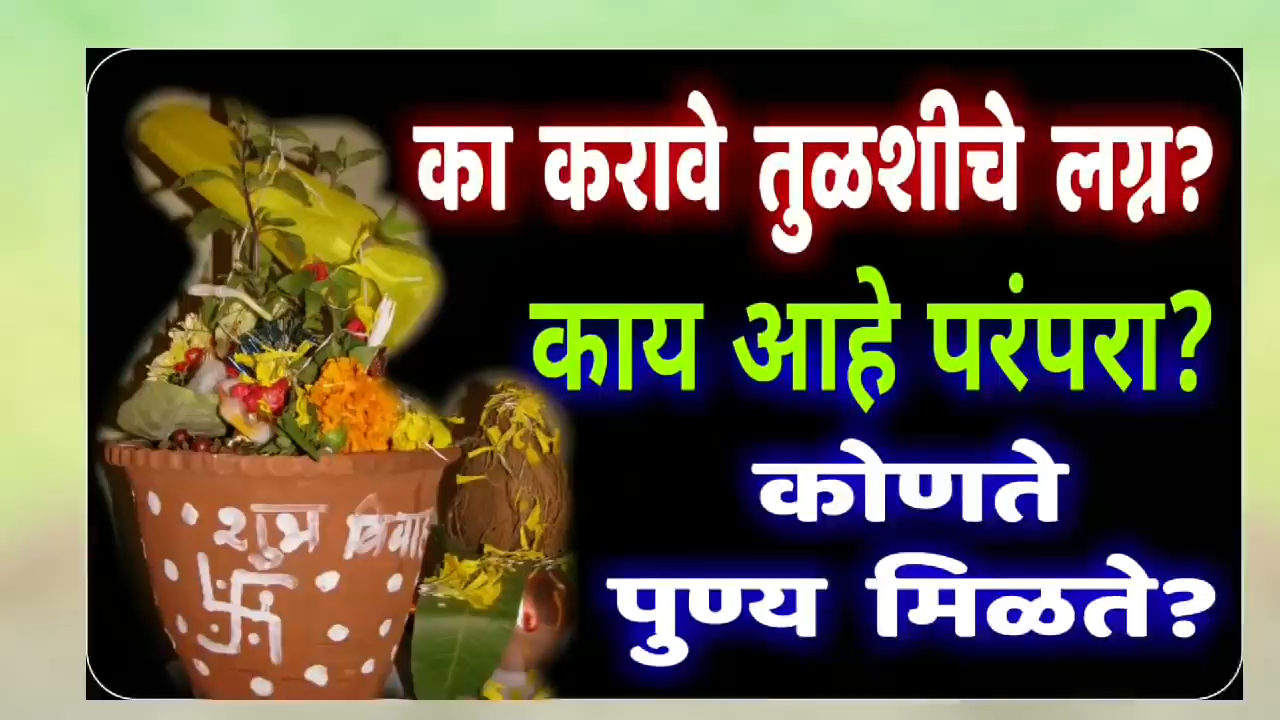 का करावे तुळशीचे लग्न?
काय आहे परंपरा?
कोणते
पुण्य मिळते?
शुभ विवाह